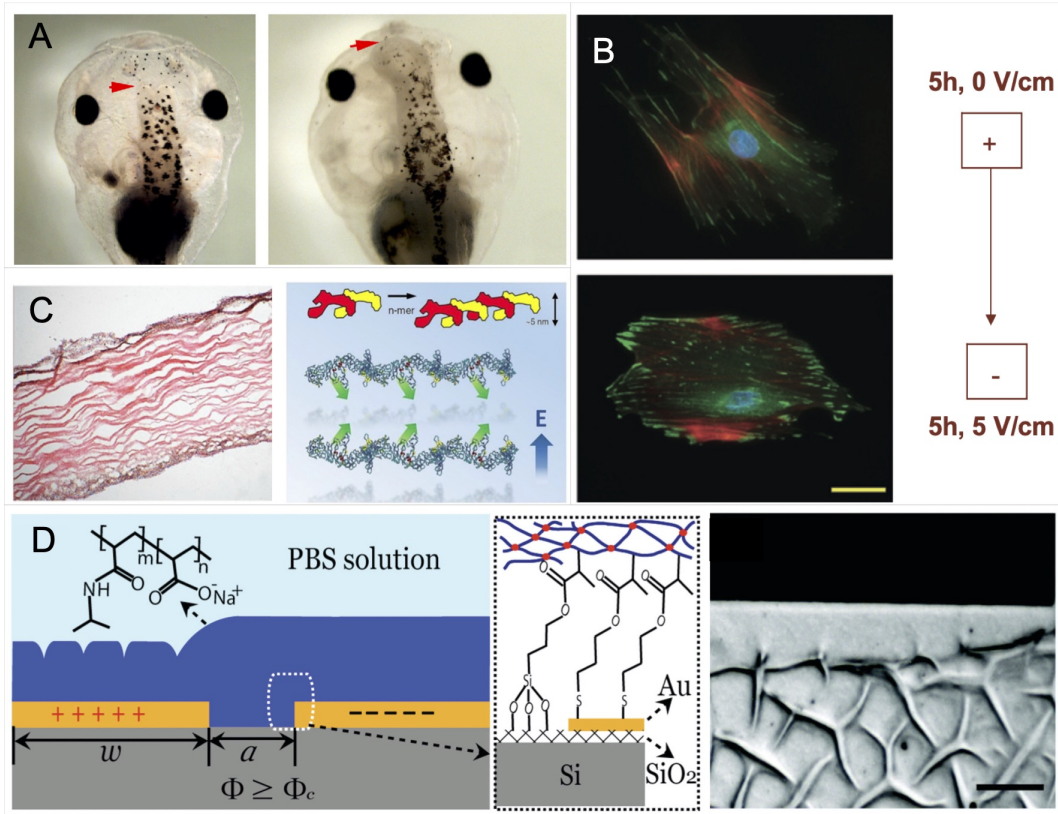 A
B
5h, 0 V/cm
+
-
5h, 5 V/cm
C
n-mer
~5 nm
E
D
[ ]m[ ]n
NH
O
O
O⁻Na⁺
PBS solution
+ + + + +
– – – – –
w
a
Φ ≥ Φc
O
O
O
O
O
O
Si
O
O
O
S
S
Au
Si
SiO₂